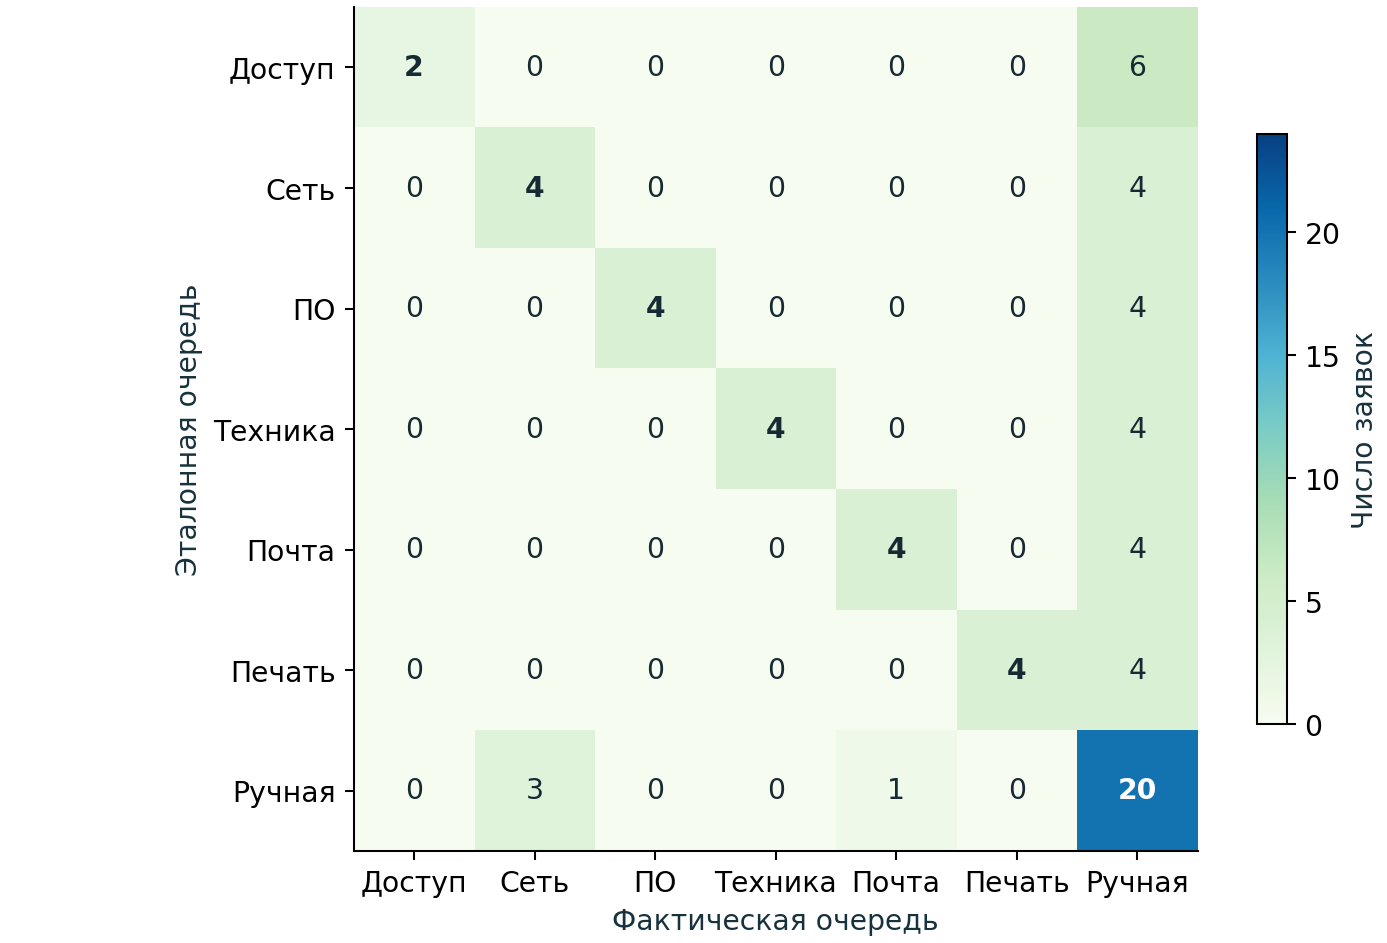 Эталонная очередь
Доступ 2 0 0 0 0 0 6
Сеть 0 4 0 0 0 0 4
ПО 0 0 4 0 0 0 4
Техника 0 0 0 4 0 0 4
Почта 0 0 0 0 4 0 4
Печать 0 0 0 0 0 4 4
Ручная 0 3 0 0 1 0 20
Доступ Сеть ПО Техника Почта Печать Ручная
Фактическая очередь
20
15
10
5
0
Число заявок